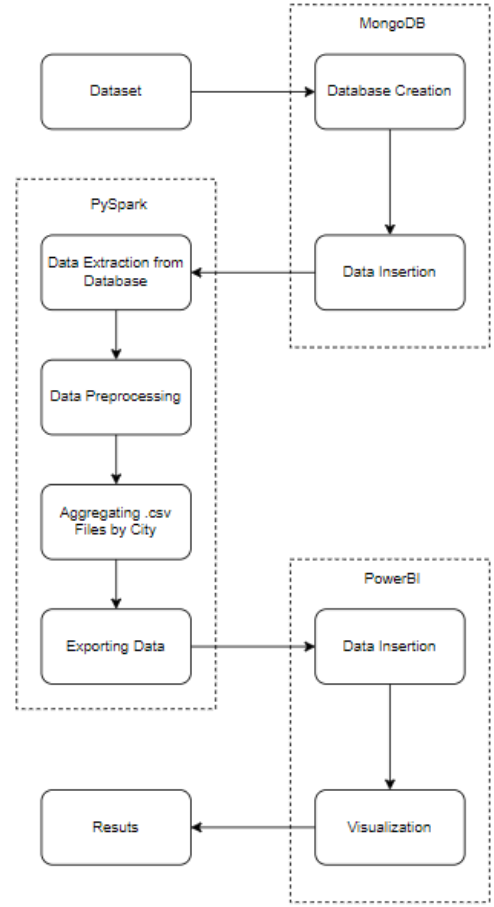 MongoDB
Dataset
Database Creation
PySpark
Data Extraction from
Database
Data Insertion
Data Preprocessing
Aggregating .csv
Files by City
PowerBI
Exporting Data
Data Insertion
Resuts
Visualization